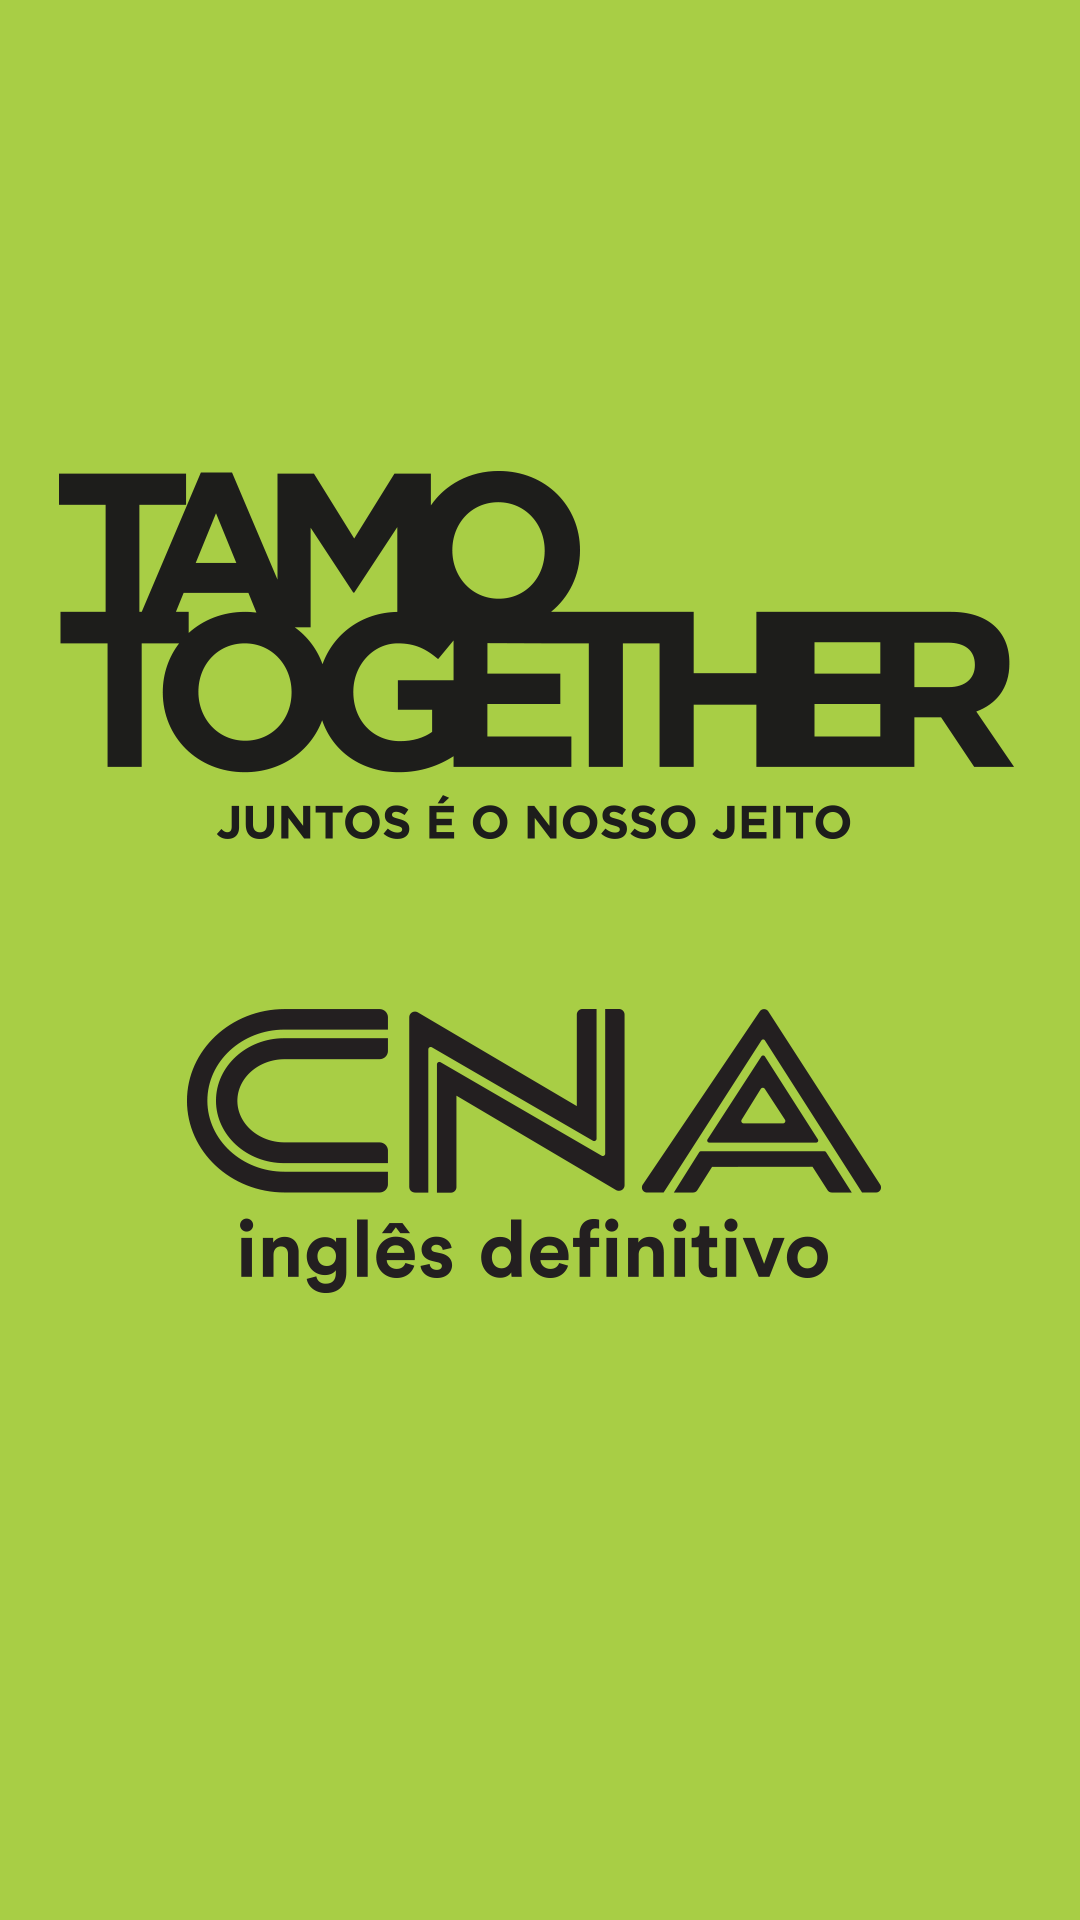 TAMO
TOGETHER
JUNTOS É O NOSSO JEITO
CNA
inglês definitivo